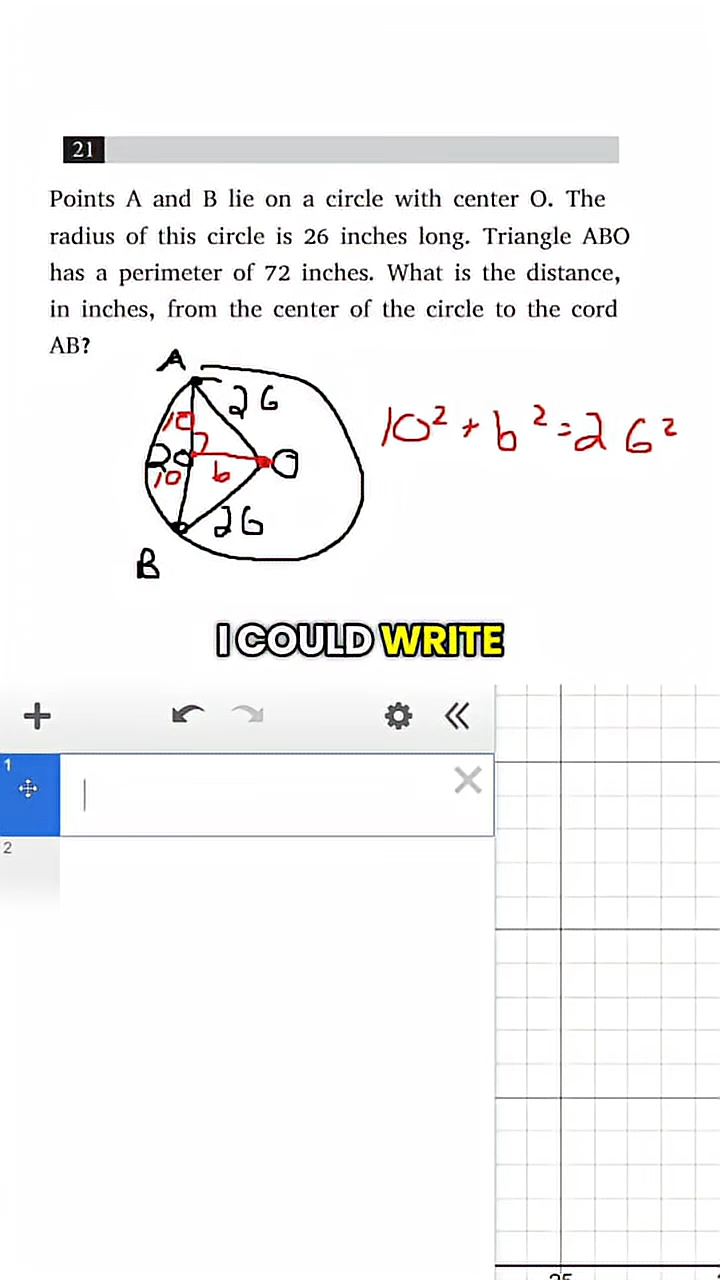 21
Points A and B lie on a circle with center O. The
radius of this circle is 26 inches long. Triangle ABO
has a perimeter of 72 inches. What is the distance,
in inches, from the center of the circle to the cord
AB?
A
26
10
20
10
b
O
26
B
10² + b² = 26²
I COULD WRITE
1
2